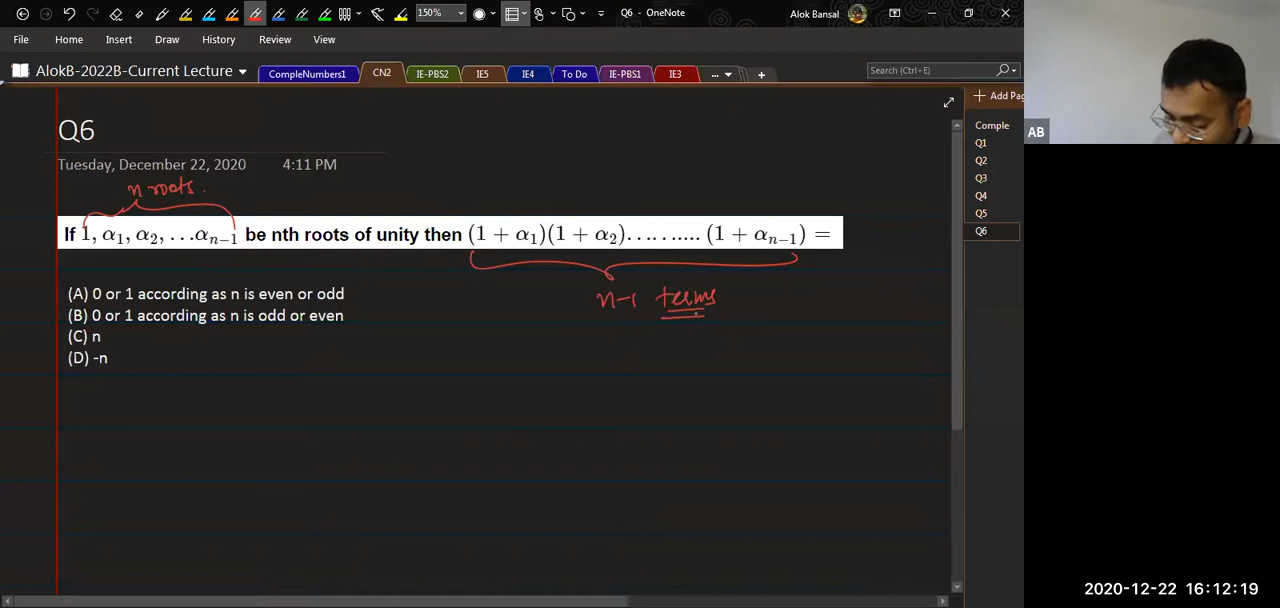 150% Q6 - OneNote Alok Bansal
File Home Insert Draw History Review View
AlokB-2022B-Current Lecture CompleNumbers1 CN2 IE-PBS2 IE5 IE4 To Do IE-PBS1 IE3 ... + Search (Ctrl+E)
+ Add Pag
Q6
Tuesday, December 22, 2020 4:11 PM
n roots.
If 1, α₁, α₂, …αₙ₋₁ be nth roots of unity then (1 + α₁)(1 + α₂)………... (1 + αₙ₋₁) =
n-1 terms
(A) 0 or 1 according as n is even or odd
(B) 0 or 1 according as n is odd or even
(C) n
(D) -n
Comple
Q1
Q2
Q3
Q4
Q5
Q6
AB
2020-12-22 16:12:19